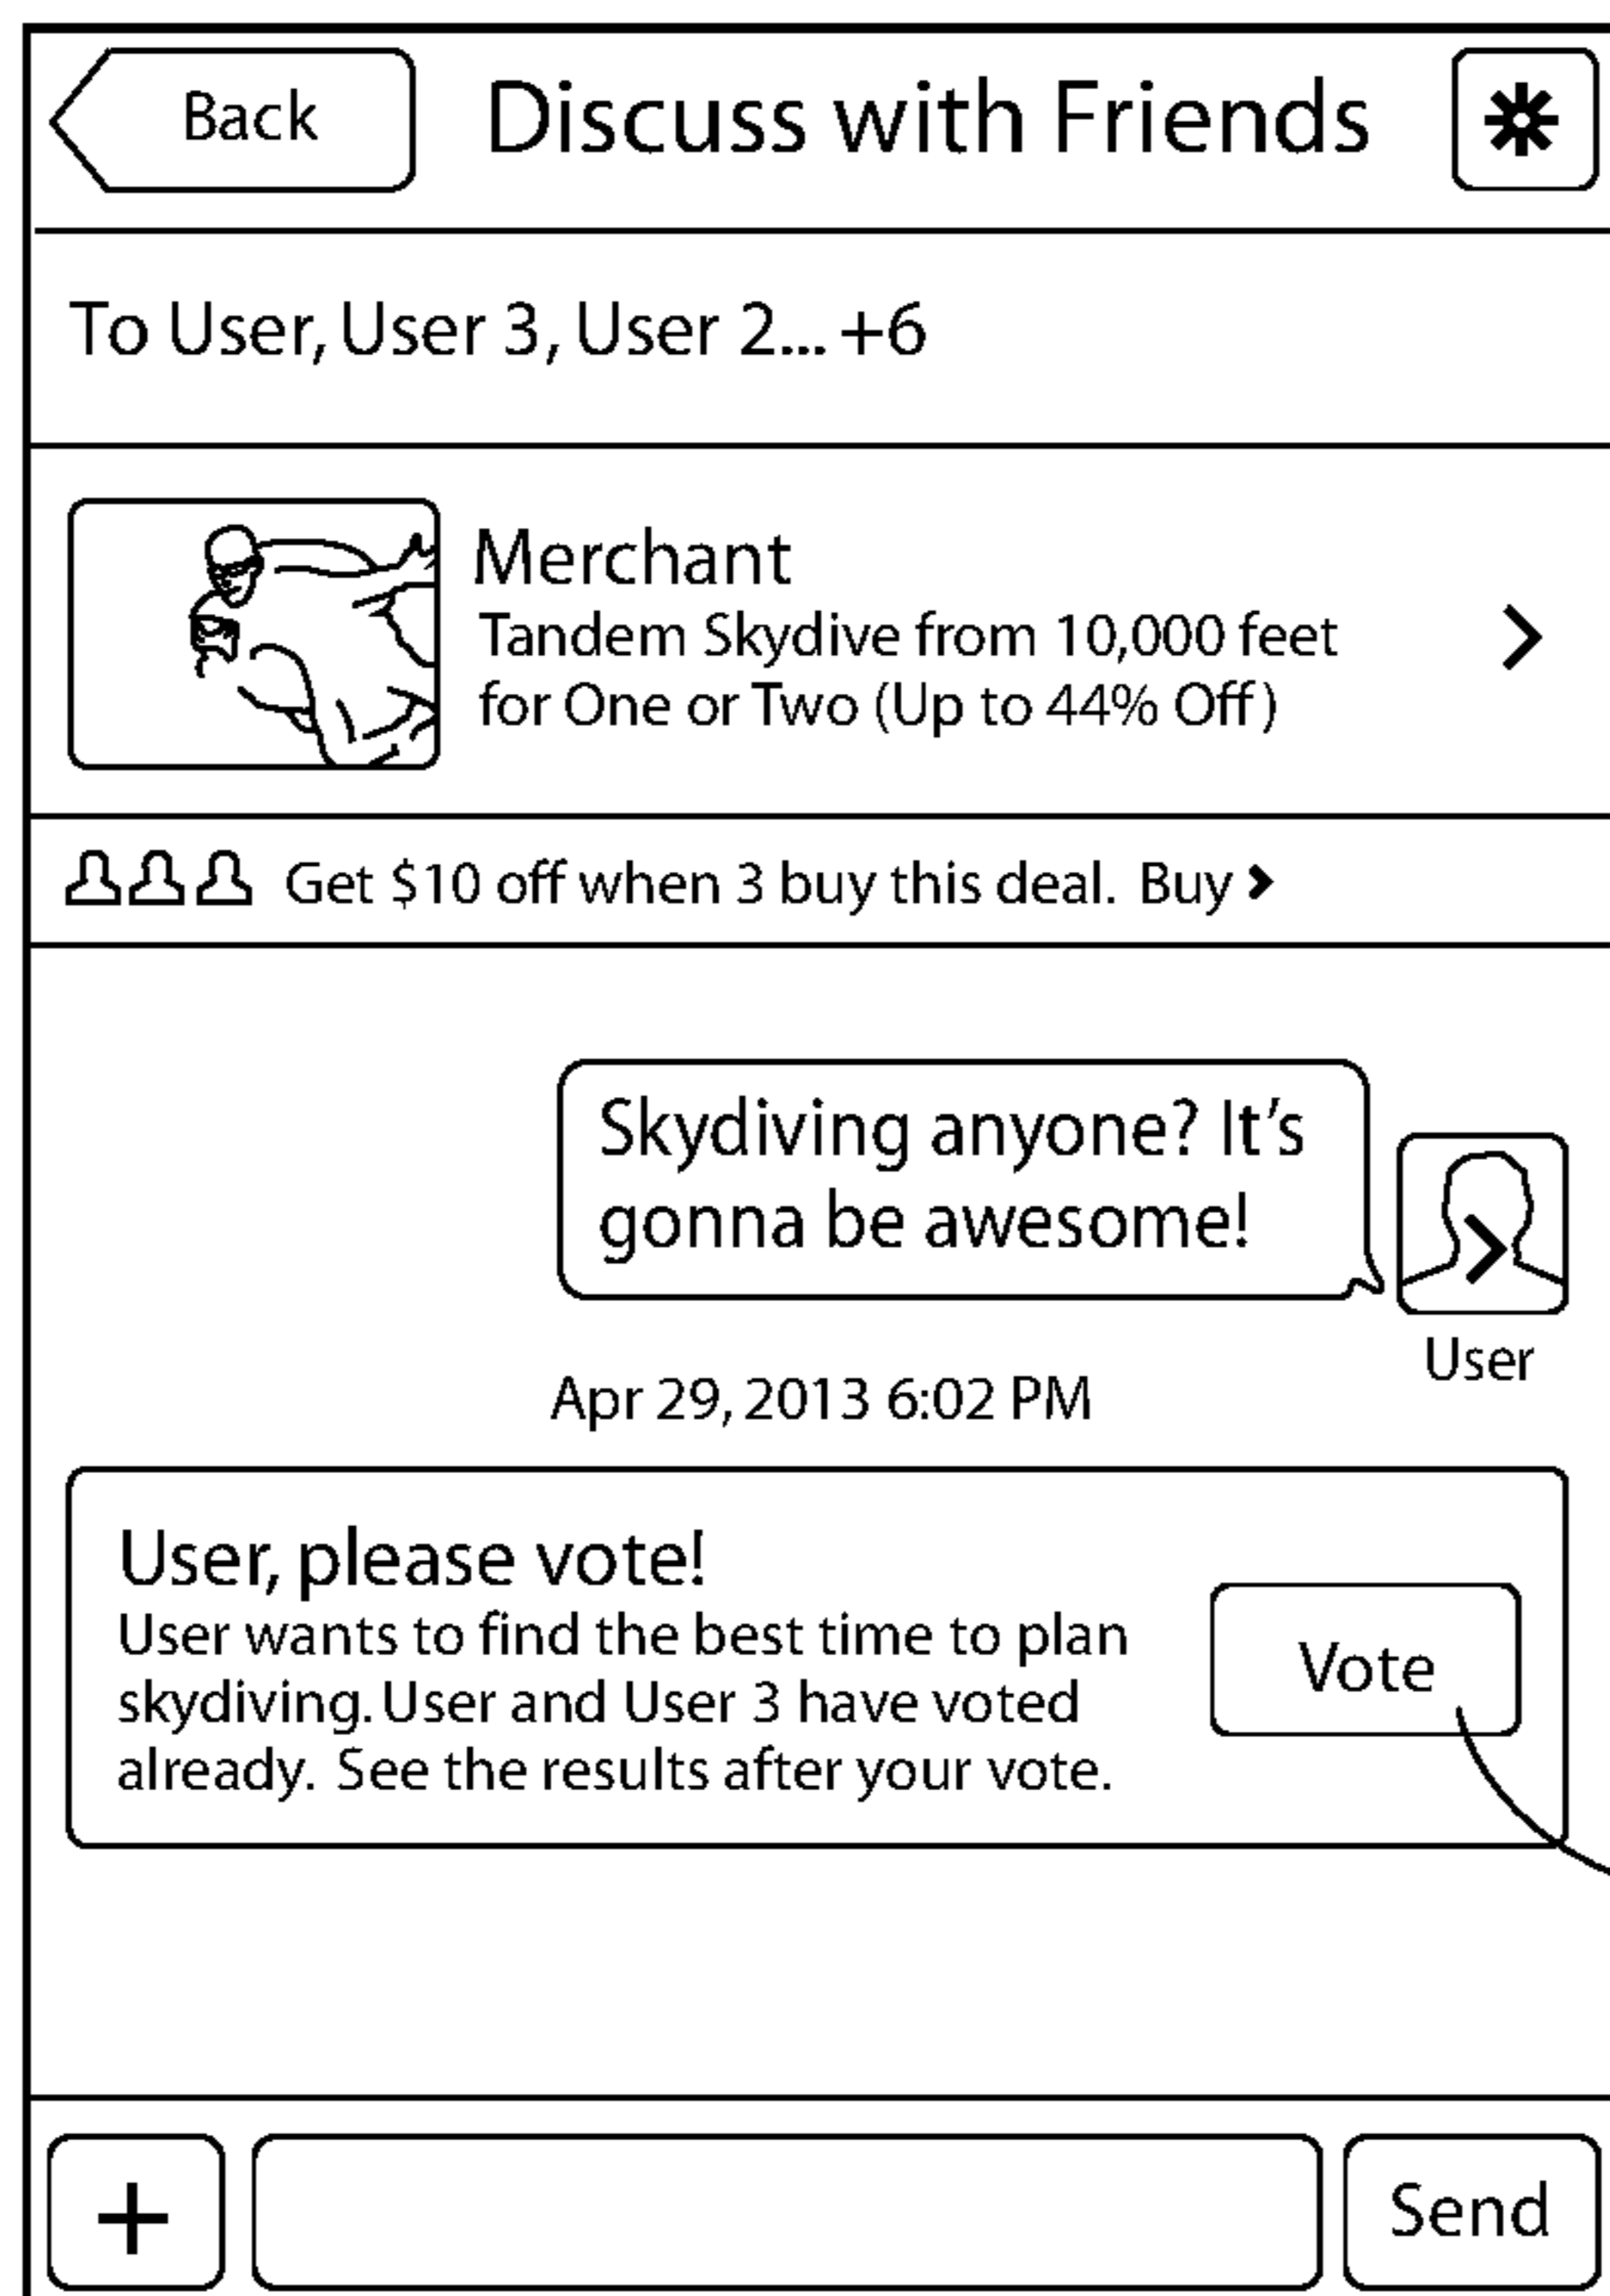 Back
Discuss with Friends
To User, User 3, User 2... +6
Merchant
Tandem Skydive from 10,000 feet
for One or Two (Up to 44% Off)
Get $10 off when 3 buy this deal. Buy >
Skydiving anyone? It's
gonna be awesome!
User
Apr 29, 2013 6:02 PM
User, please vote!
User wants to find the best time to plan
skydiving. User and User 3 have voted
already. See the results after your vote.
Vote
+
Send